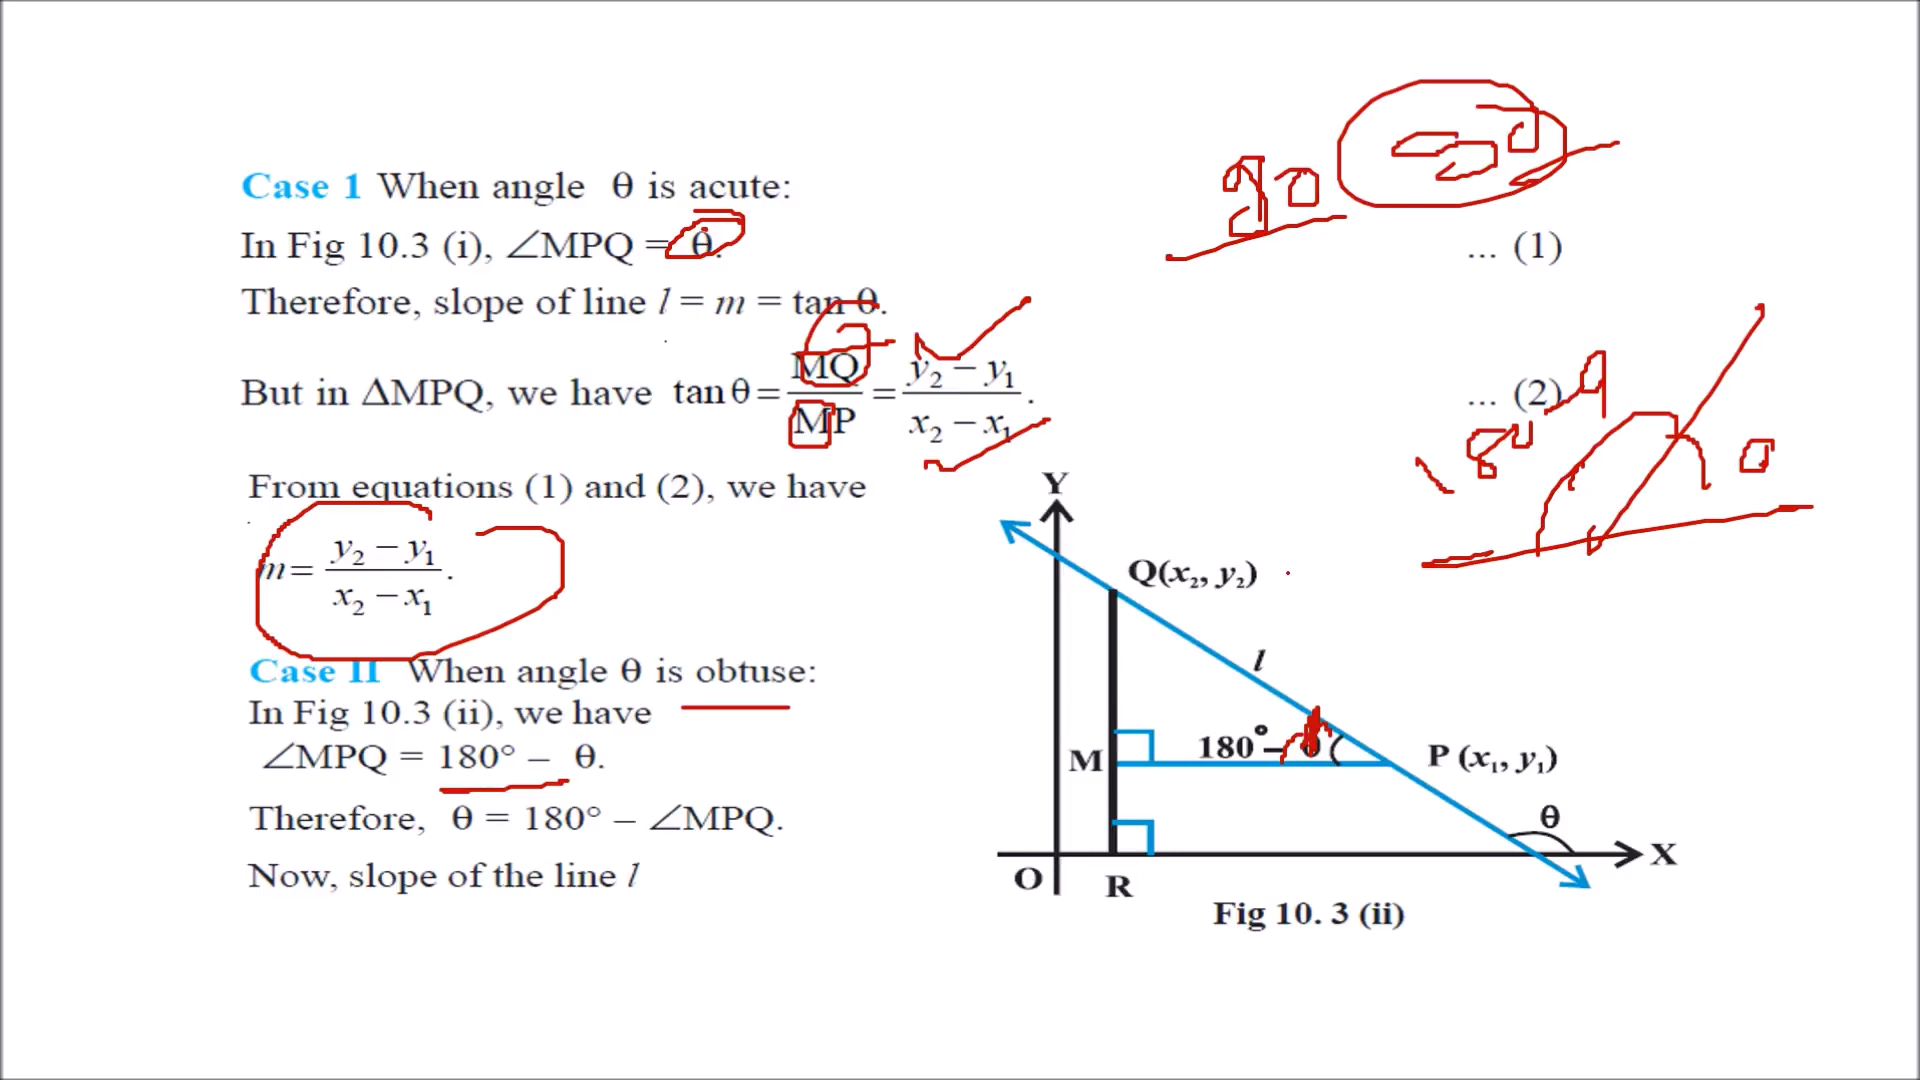 Case 1 When angle θ is acute:
In Fig 10.3 (i), ∠MPQ = θ. ... (1)
Therefore, slope of line l = m = tan θ.
But in ΔMPQ, we have tan θ = MQ/MP = (y₂ − y₁)/(x₂ − x₁). ... (2)
From equations (1) and (2), we have
m = (y₂ − y₁)/(x₂ − x₁).
Case II When angle θ is obtuse:
In Fig 10.3 (ii), we have
∠MPQ = 180° – θ.
Therefore, θ = 180° – ∠MPQ.
Now, slope of the line l
Y
Q(x₂, y₂)
l
M 180° – θ P (x₁, y₁)
θ
X
O R
Fig 10. 3 (ii)